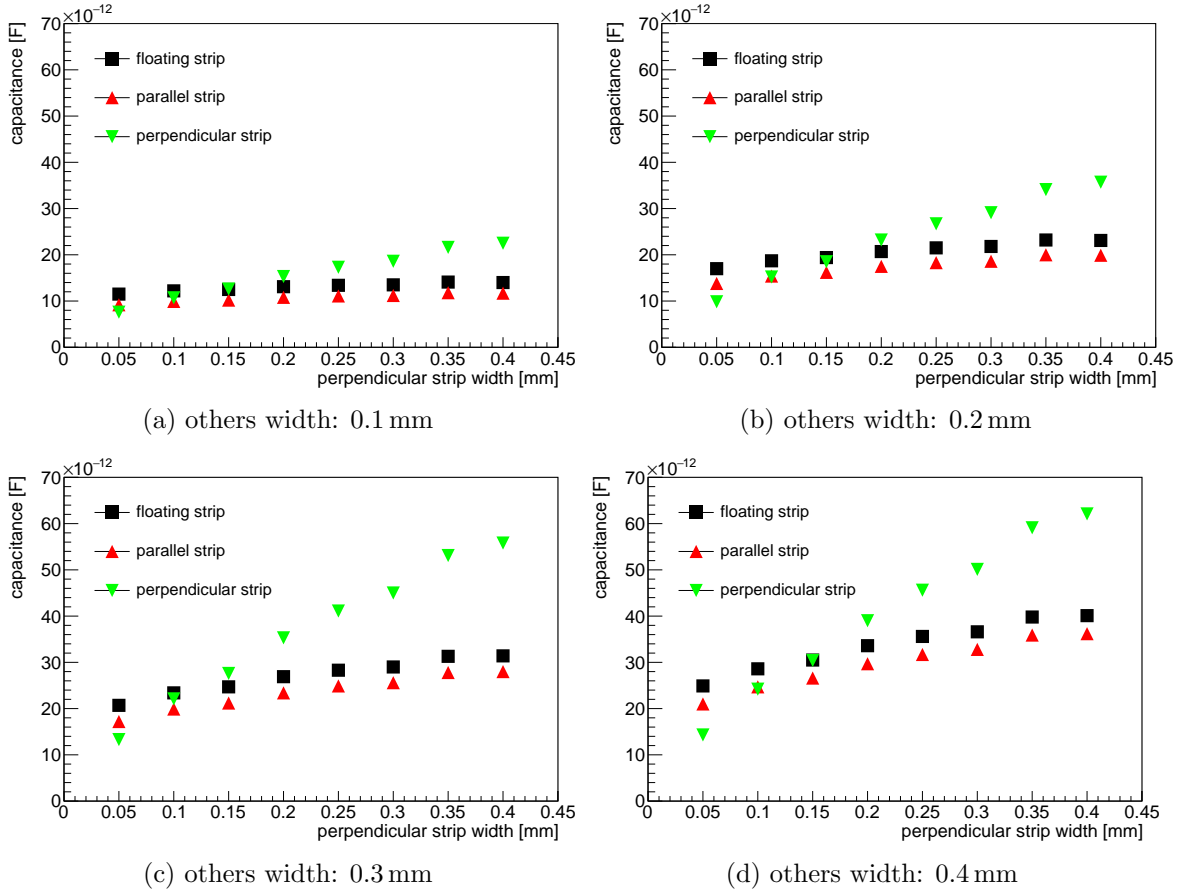 ×10⁻¹²
capacitance [F]
70
60
50
40
30
20
10
0
floating strip
parallel strip
perpendicular strip
0 0.05 0.1 0.15 0.2 0.25 0.3 0.35 0.4 0.45
perpendicular strip width [mm]
(a) others width: 0.1 mm
×10⁻¹²
capacitance [F]
70
60
50
40
30
20
10
0
floating strip
parallel strip
perpendicular strip
0 0.05 0.1 0.15 0.2 0.25 0.3 0.35 0.4 0.45
perpendicular strip width [mm]
(b) others width: 0.2 mm
×10⁻¹²
capacitance [F]
70
60
50
40
30
20
10
0
floating strip
parallel strip
perpendicular strip
0 0.05 0.1 0.15 0.2 0.25 0.3 0.35 0.4 0.45
perpendicular strip width [mm]
(c) others width: 0.3 mm
×10⁻¹²
capacitance [F]
70
60
50
40
30
20
10
0
floating strip
parallel strip
perpendicular strip
0 0.05 0.1 0.15 0.2 0.25 0.3 0.35 0.4 0.45
perpendicular strip width [mm]
(d) others width: 0.4 mm